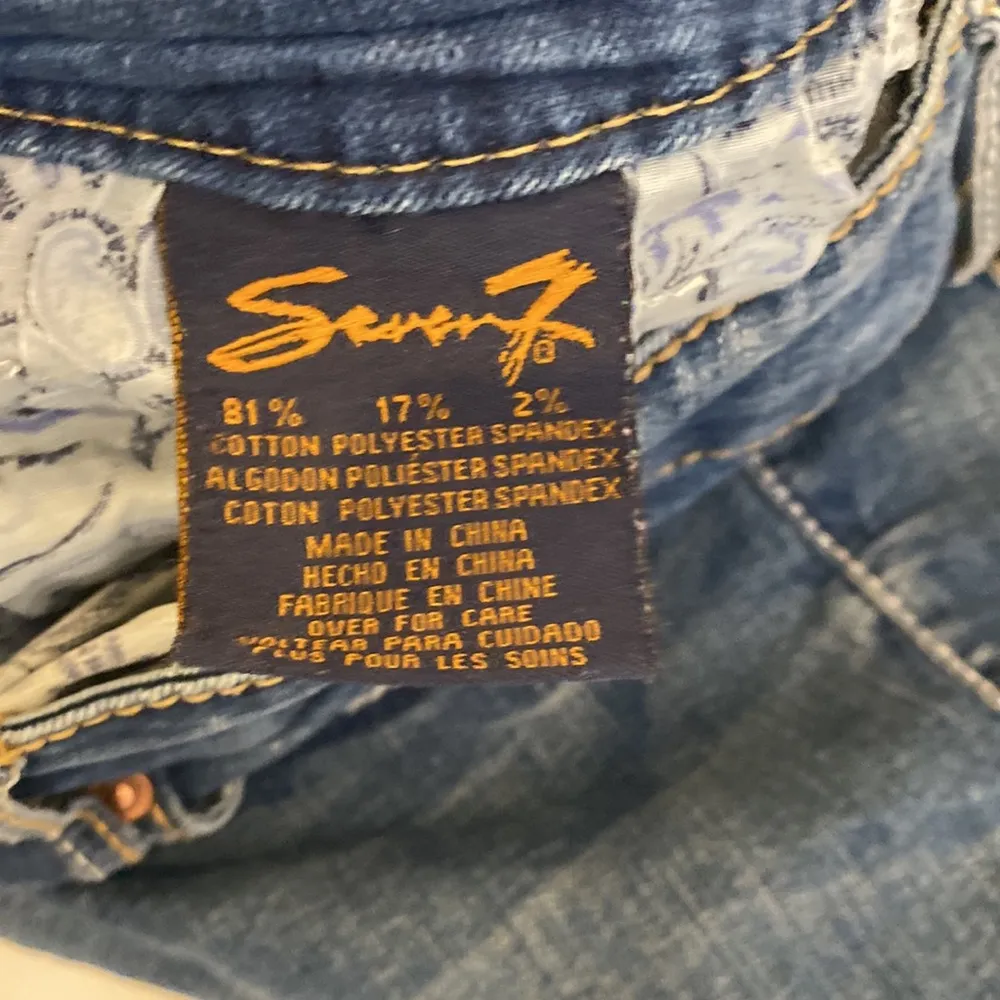 Seven7®
81% 17% 2%
COTTON POLYESTER SPANDEX
ALGODON POLIÉSTER SPANDEX
COTON POLYESTER SPANDEX
MADE IN CHINA
HECHO EN CHINA
FABRIQUE EN CHINE
OVER FOR CARE
VOLTEAR PARA CUIDADO
PLUS POUR LES SOINS